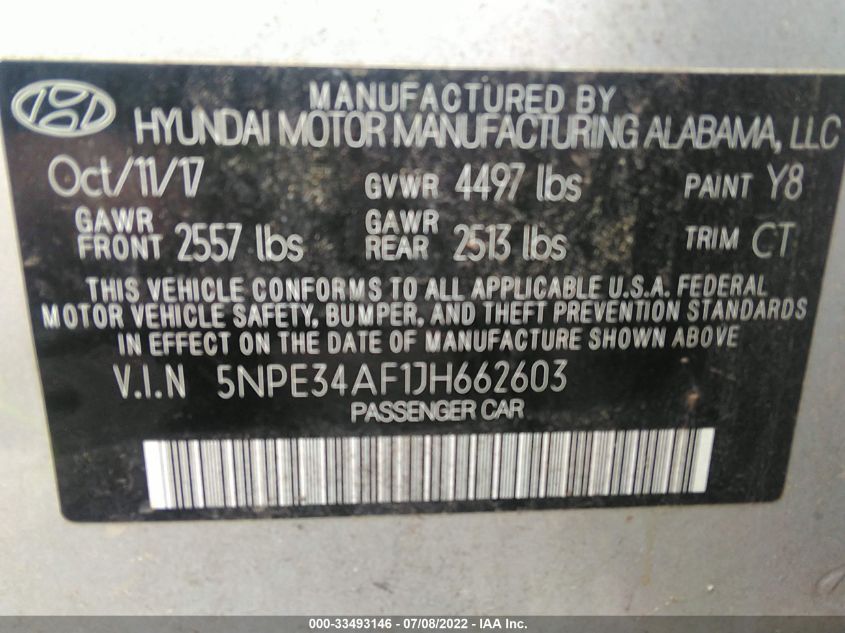 MANUFACTURED BY
HYUNDAI MOTOR MANUFACTURING ALABAMA, LLC
Oct/11/17 GVWR 4497 lbs PAINT Y8
GAWR FRONT 2557 lbs GAWR REAR 2513 lbs TRIM CT
THIS VEHICLE CONFORMS TO ALL APPLICABLE U.S.A. FEDERAL
MOTOR VEHICLE SAFETY, BUMPER, AND THEFT PREVENTION STANDARDS
IN EFFECT ON THE DATE OF MANUFACTURE SHOWN ABOVE
V.I.N 5NPE34AF1JH662603
PASSENGER CAR
000-33493146 - 07/08/2022 - IAA Inc.